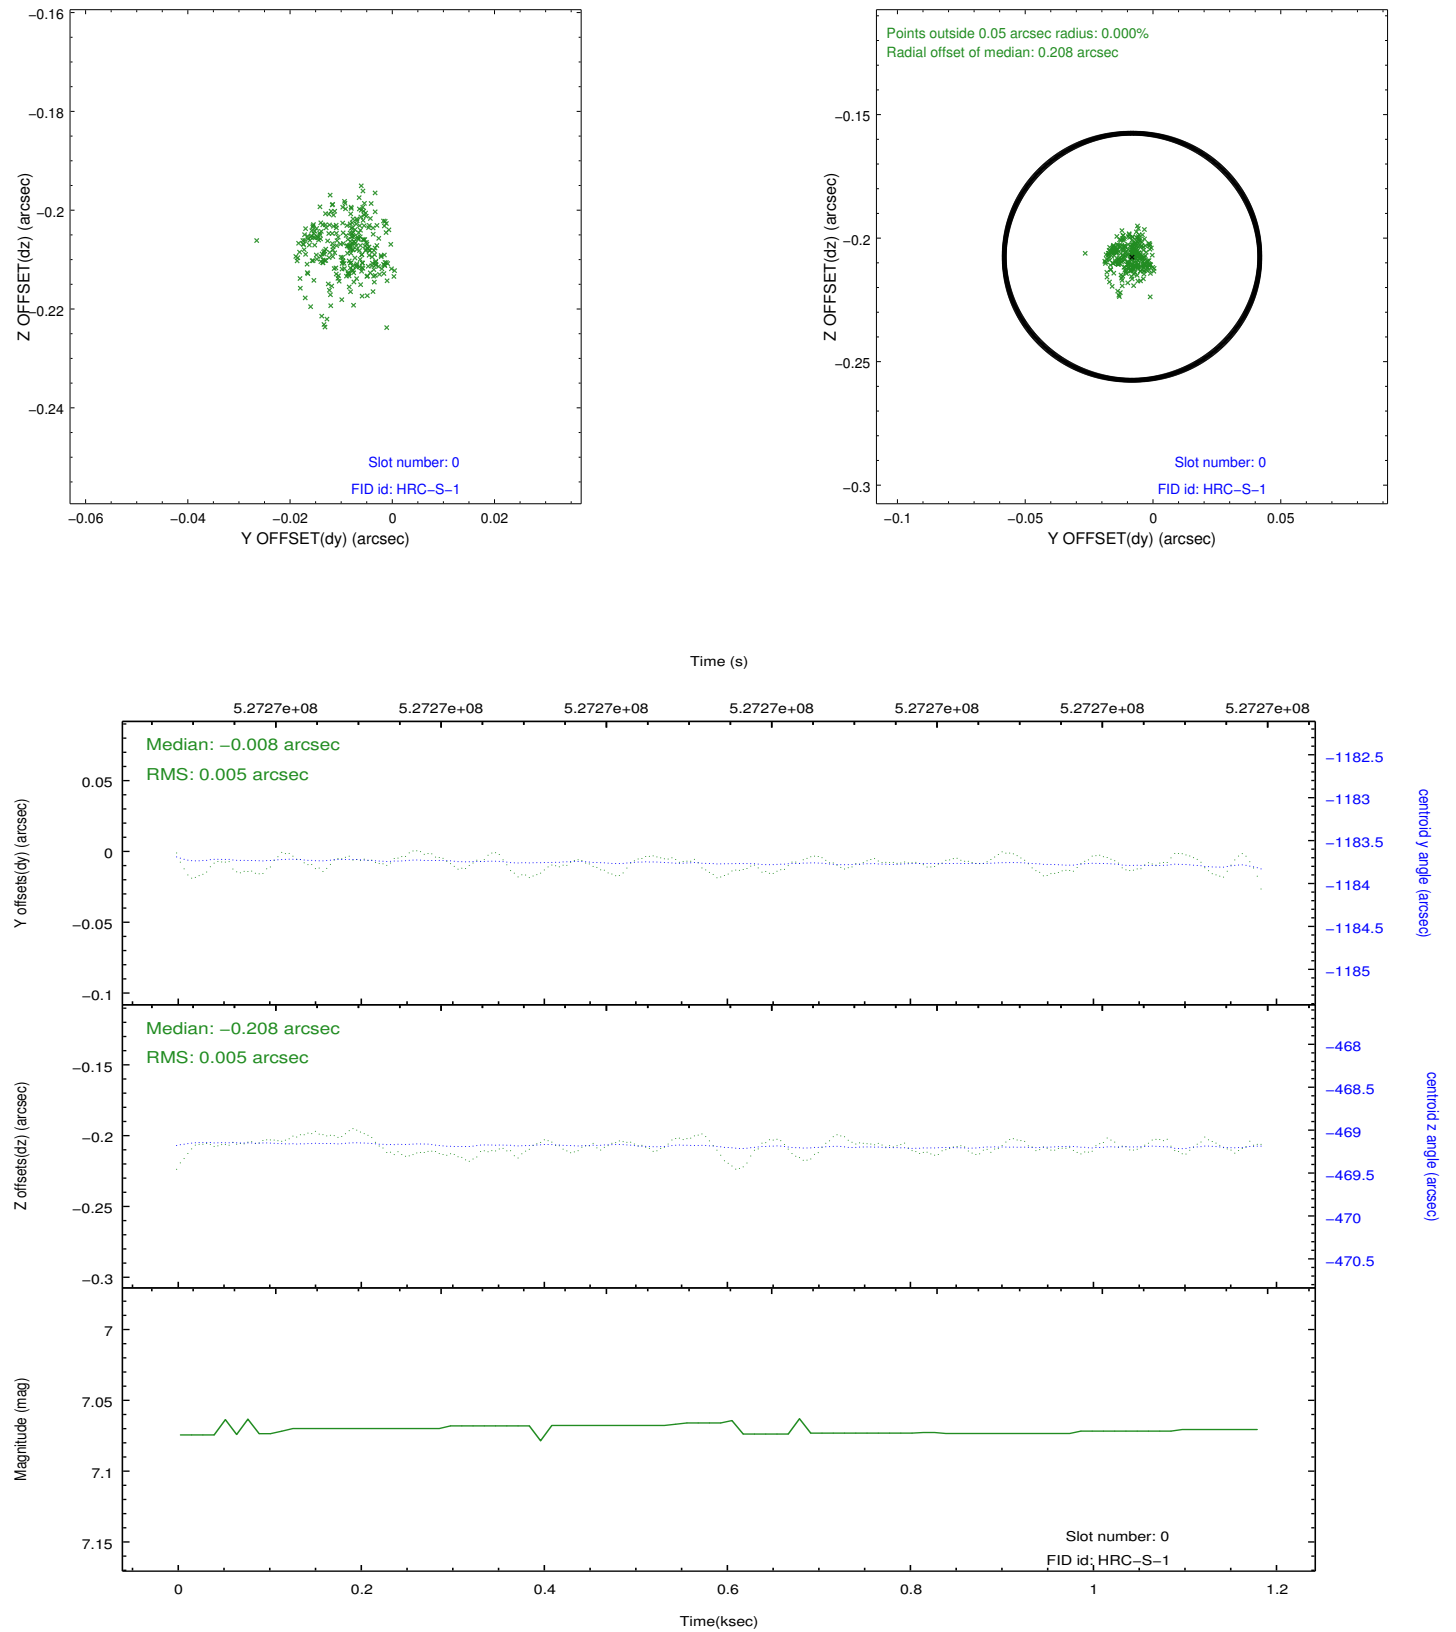 −0.16
−0.18
−0.2
−0.22
−0.24
Z OFFSET(dz) (arcsec)
Slot number: 0
FID id: HRC−S−1
−0.06 −0.04 −0.02 0 0.02
Y OFFSET(dy) (arcsec)
Points outside 0.05 arcsec radius: 0.000%
Radial offset of median: 0.208 arcsec
−0.15
−0.2
−0.25
−0.3
Z OFFSET(dz) (arcsec)
Slot number: 0
FID id: HRC−S−1
−0.1 −0.05 0 0.05
Y OFFSET(dy) (arcsec)
Time (s)
5.2727e+08 5.2727e+08 5.2727e+08 5.2727e+08 5.2727e+08 5.2727e+08 5.2727e+08
Median: −0.008 arcsec
RMS: 0.005 arcsec
0.05
0
−0.05
−0.1
Y offsets(dy) (arcsec)
−1182.5
−1183
−1183.5
−1184
−1184.5
−1185
centroid y angle (arcsec)
Median: −0.208 arcsec
RMS: 0.005 arcsec
−0.15
−0.2
−0.25
−0.3
Z offsets(dz) (arcsec)
−468
−468.5
−469
−469.5
−470
−470.5
centroid z angle (arcsec)
7
7.05
7.1
7.15
Magnitude (mag)
Slot number: 0
FID id: HRC−S−1
0 0.2 0.4 0.6 0.8 1 1.2
Time(ksec)